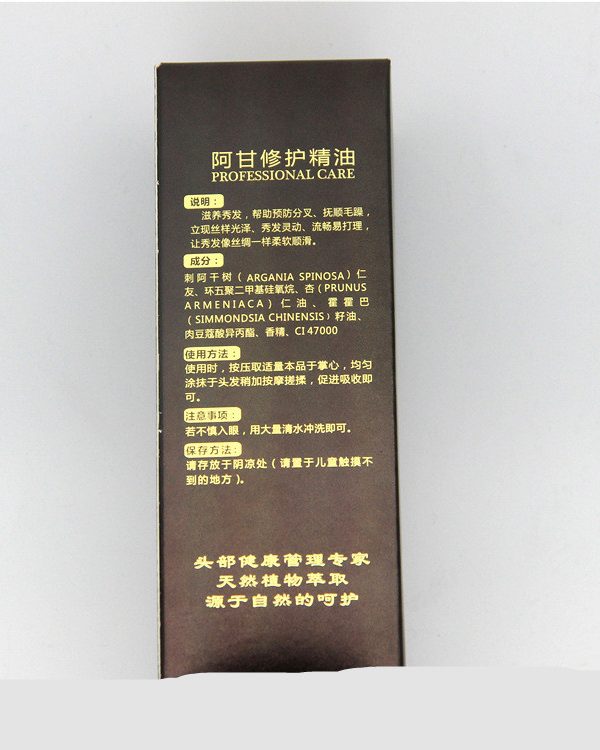 阿甘修护精油
PROFESSIONAL CARE
说明：
滋养秀发，帮助预防分叉、抚顺毛躁，
立现丝样光泽、秀发灵动、流畅易打理，
让秀发像丝绸一样柔软顺滑。
成分：
刺阿干树（ARGANIA SPINOSA）仁
友、环五聚二甲基硅氧烷、杏（PRUNUS
ARMENIACA）仁油、霍霍巴
（SIMMONDSIA CHINENSIS）籽油、
肉豆蔻酸异丙酯、香精、CI 47000
使用方法：
使用时，按压取适量本品于掌心，均匀
涂抹于头发稍加按摩搓揉，促进吸收即
可。
注意事项：
若不慎入眼，用大量清水冲洗即可。
保存方法：
请存放于阴凉处（请置于儿童触摸不
到的地方）。
头部健康管理专家
天然植物萃取
源于自然的呵护